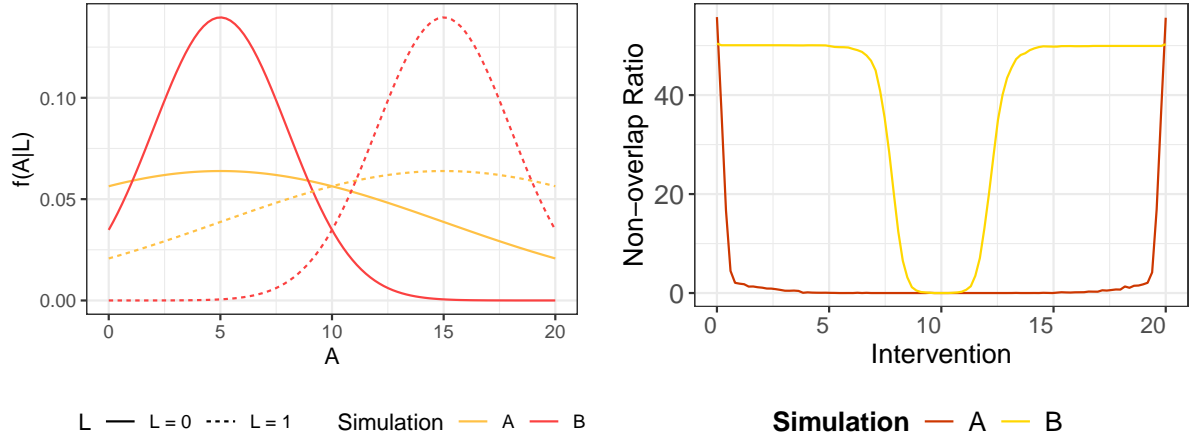 f(A|L)
0.10
0.05
0.00
0 5 10 15 20
A
L L = 0 L = 1 Simulation A B
Non−overlap Ratio
40
20
0
0 5 10 15 20
Intervention
Simulation A B